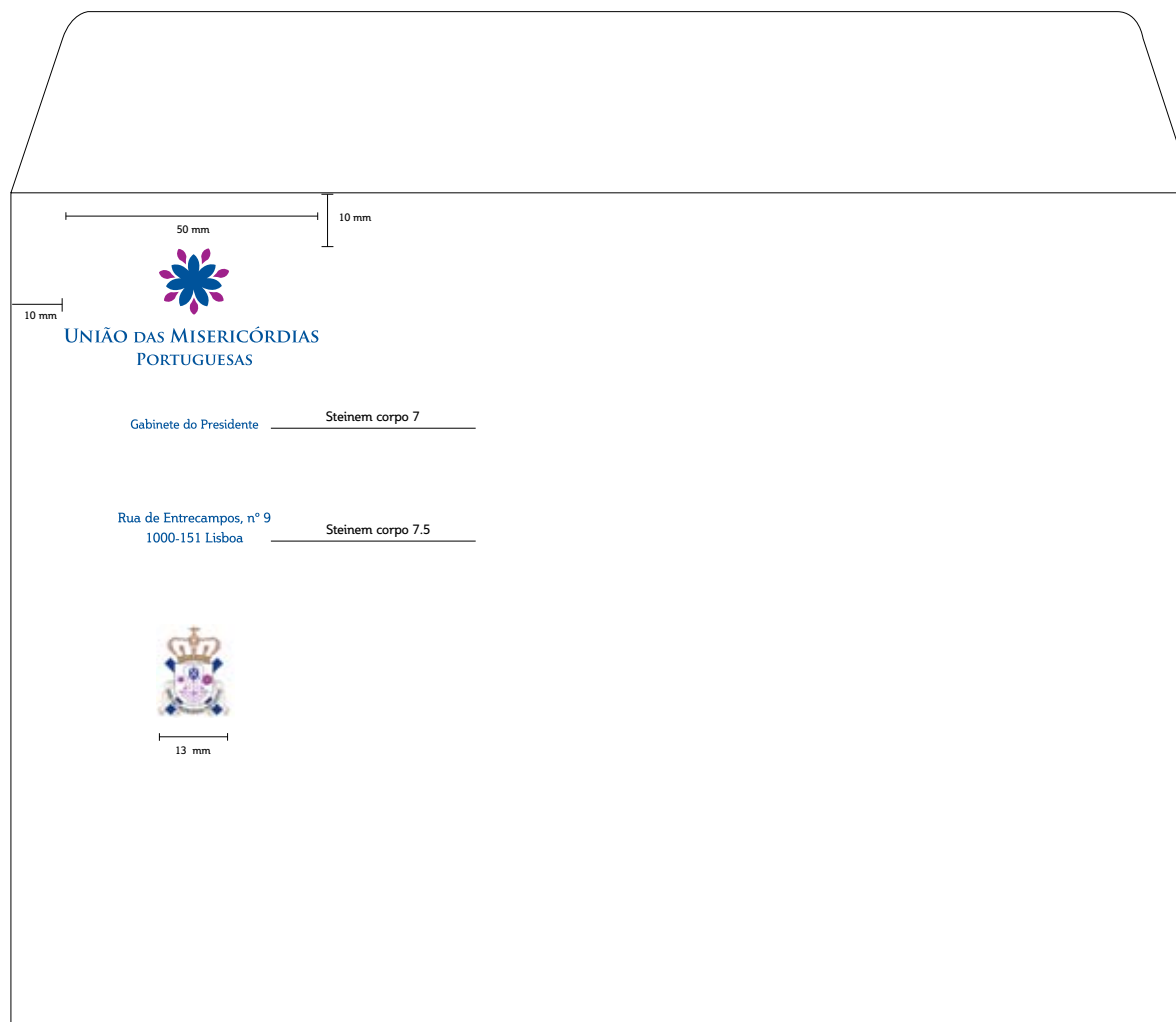 50 mm
10 mm
10 mm
União das Misericórdias
Portuguesas
Gabinete do Presidente
Steinem corpo 7
Rua de Entrecampos, nº 9
1000-151 Lisboa
Steinem corpo 7.5
13 mm